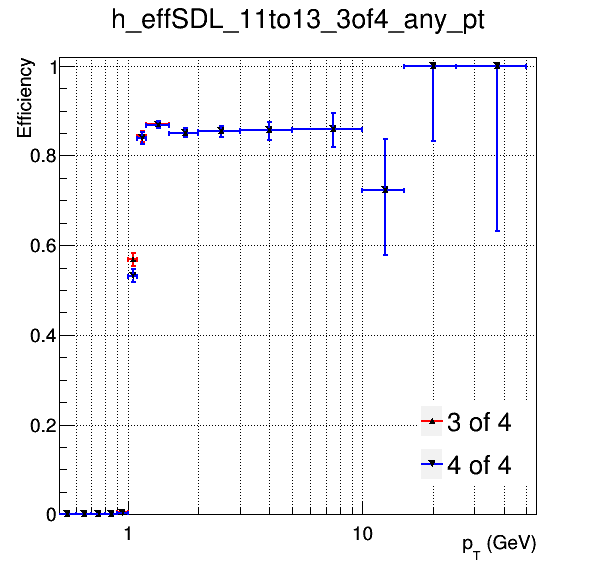 h_effSDL_11to13_3of4_any_pt
Efficiency
1
0.8
0.6
0.4
0.2
0
3 of 4
4 of 4
1
10
p_T (GeV)